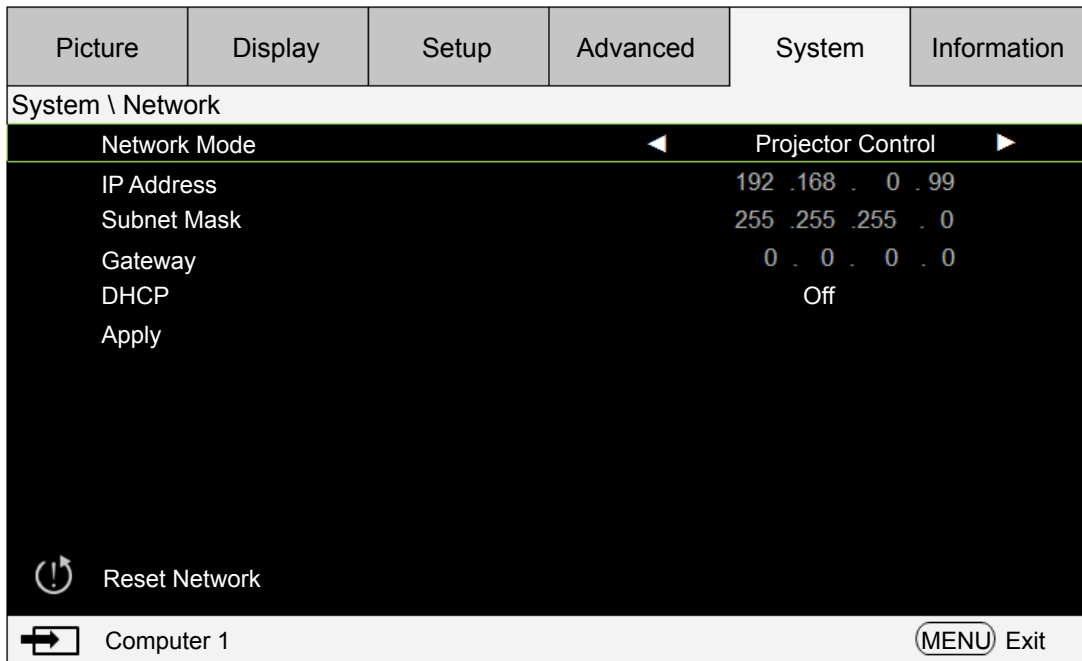 Picture Display Setup Advanced System Information
System \ Network
Network Mode Projector Control
IP Address 192 .168 . 0 . 99
Subnet Mask 255 .255 .255 . 0
Gateway 0 . 0 . 0 . 0
DHCP Off
Apply
Reset Network
Computer 1 MENU Exit